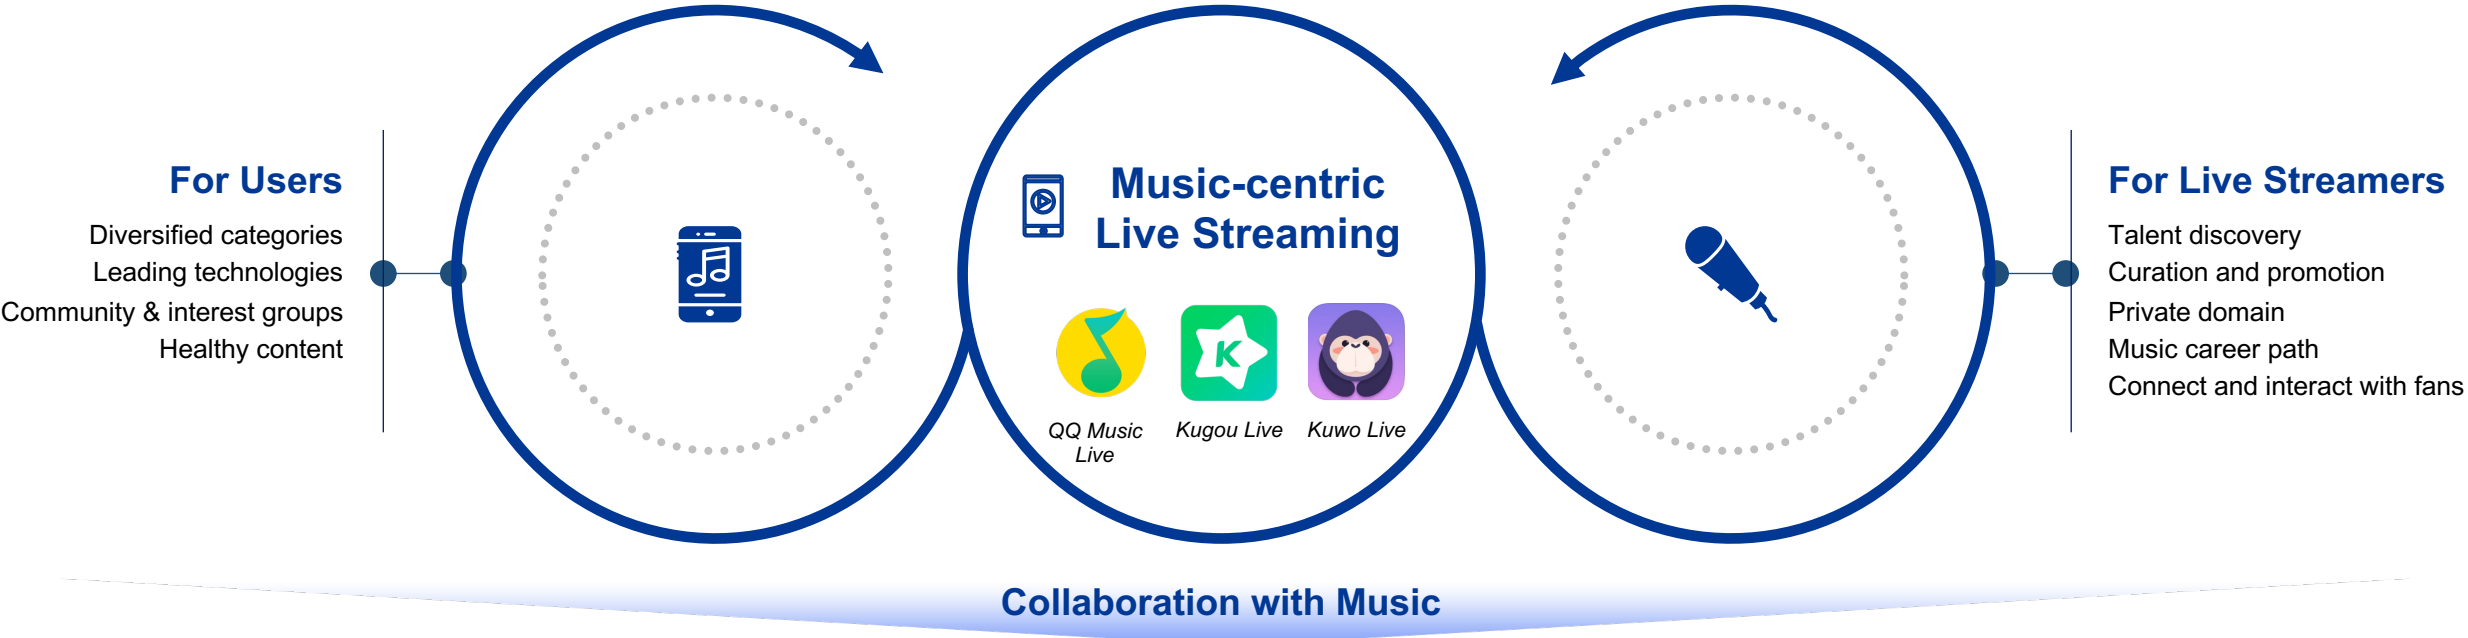 For Users
Diversified categories
Leading technologies
Community & interest groups
Healthy content
Music-centric
Live Streaming
K
QQ Music
Live
Kugou Live
Kuwo Live
For Live Streamers
Talent discovery
Curation and promotion
Private domain
Music career path
Connect and interact with fans
Collaboration with Music